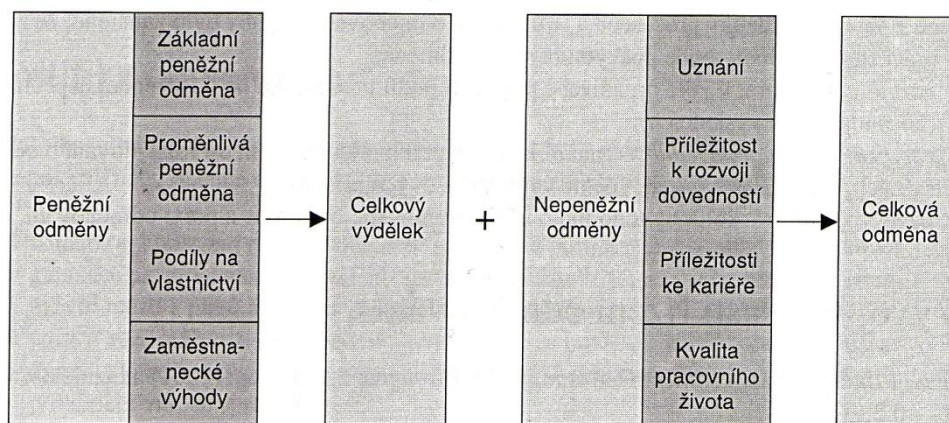 Peněžní
odměny
Základní
peněžní
odměna
Proměnlivá
peněžní
odměna
Podíly na
vlastnictví
Zaměstna-
necké
výhody
Celkový
výdělek
+
Nepeněžní
odměny
Uznání
Příležitost
k rozvoji
dovedností
Příležitosti
ke kariéře
Kvalita
pracovního
života
Celková
odměna